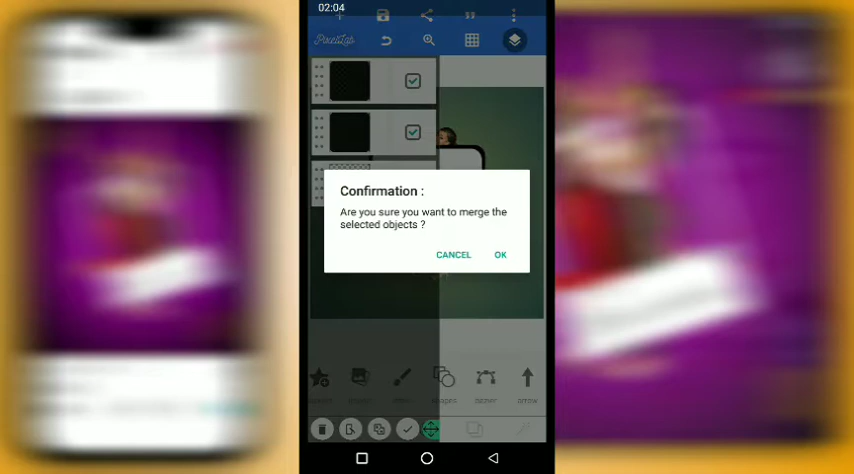 02:04
PixelLab
Confirmation :
Are you sure you want to merge the
selected objects ?
CANCEL
OK